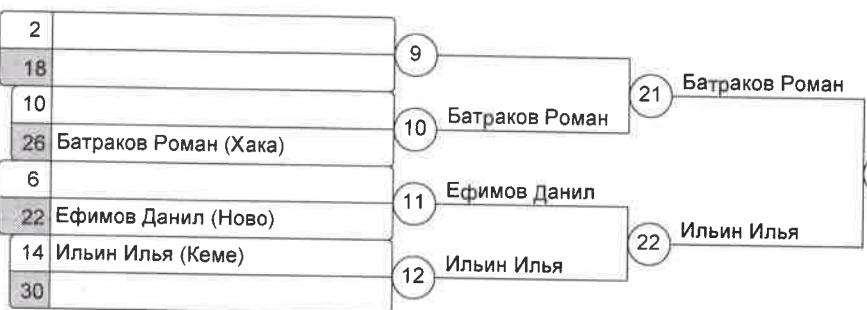 2
18
9
10
26 Батраков Роман (Хака)
10 Батраков Роман
21 Батраков Роман
6
22 Ефимов Данил (Ново)
11 Ефимов Данил
14 Ильин Илья (Кеме)
30
12 Ильин Илья
22 Ильин Илья